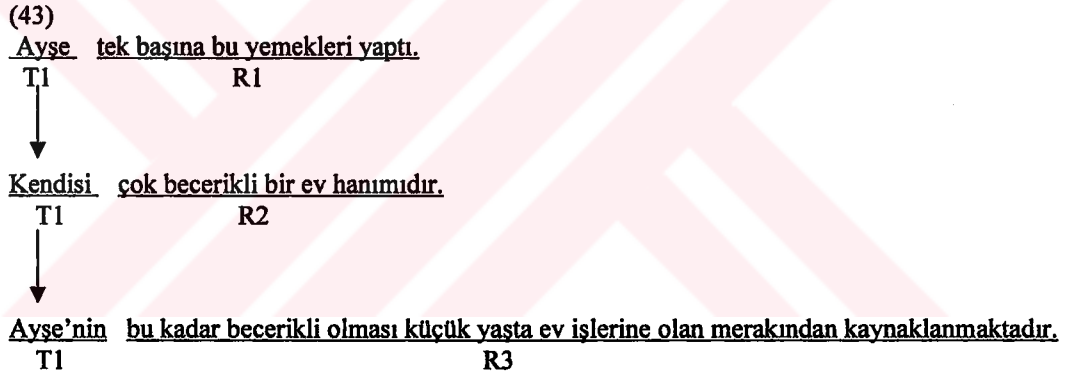 (43)
Ayşe tek başına bu yemekleri yaptı.
T1 R1
Kendisi çok becerikli bir ev hanımıdır.
T1 R2
Ayşe’nin bu kadar becerikli olması küçük yaşta ev işlerine olan merakından kaynaklanmaktadır.
T1 R3